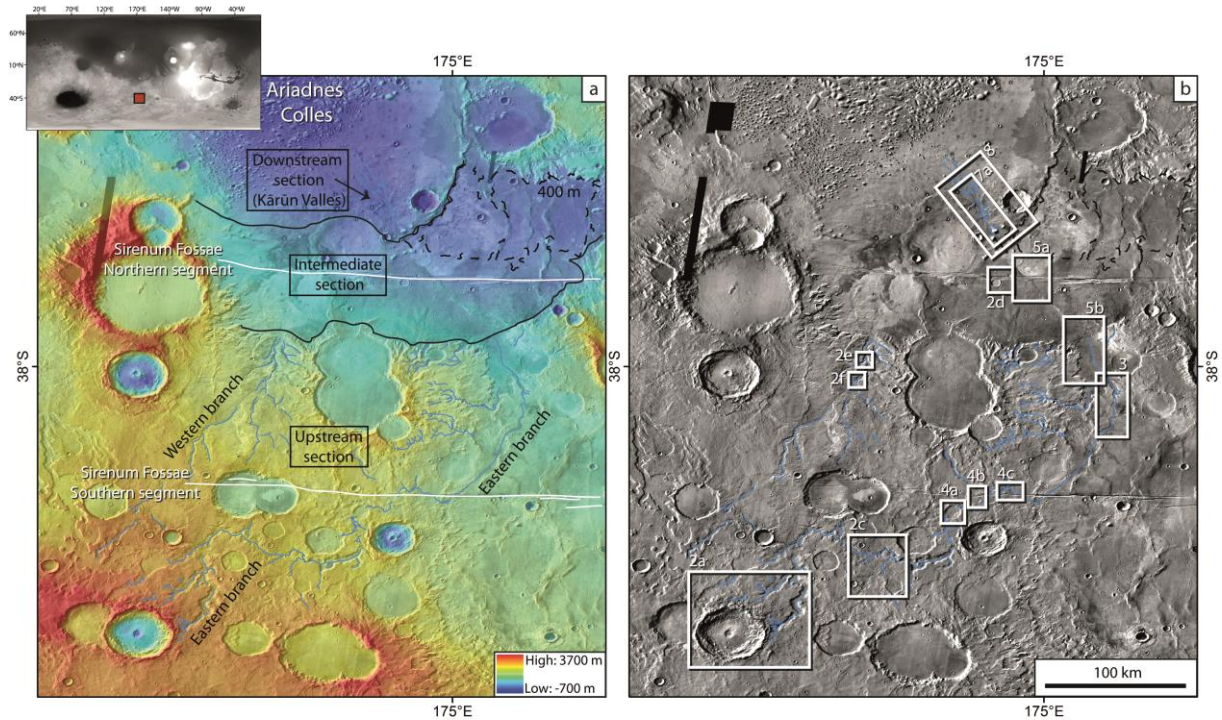 20°E 70°E 120°E 170°E 140°W 90°W 40°W
60°N
10°N
40°S
175°E
175°E
Ariadnes
Colles
a
b
Downstream
section
(Kārūn Valles)
400 m
8
7a
Sirenum Fossae
Northern segment
Intermediate
section
5a
2d
5b
38°S
38°S
2e
2f
3
Western branch
Upstream
section
Eastern branch
Sirenum Fossae
Southern segment
4a
4b
4c
2c
2a
Eastern branch
High: 3700 m
Low: -700 m
100 km
175°E
175°E